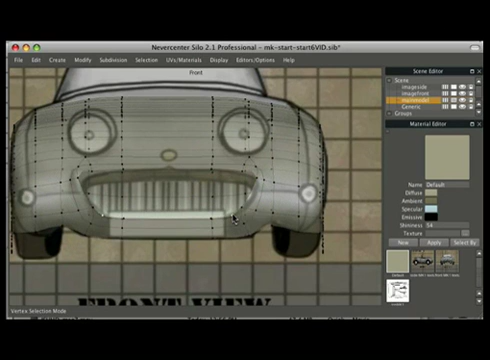 Nevercenter Silo 2.1 Professional - mk-start-start6VID.sib*
File Edit Create Modify Subdivision Selection UVs/Materials Display Editors/Options Help
Front
Scene Editor
Scene
imageside
imagefront
Generic
Groups
Material Editor
Name Default
Diffuse
Ambient
Specular
Emissive
Shininess 54
Texture
New Apply Select By
Default
FRONT VIEW
Vertex Selection Mode